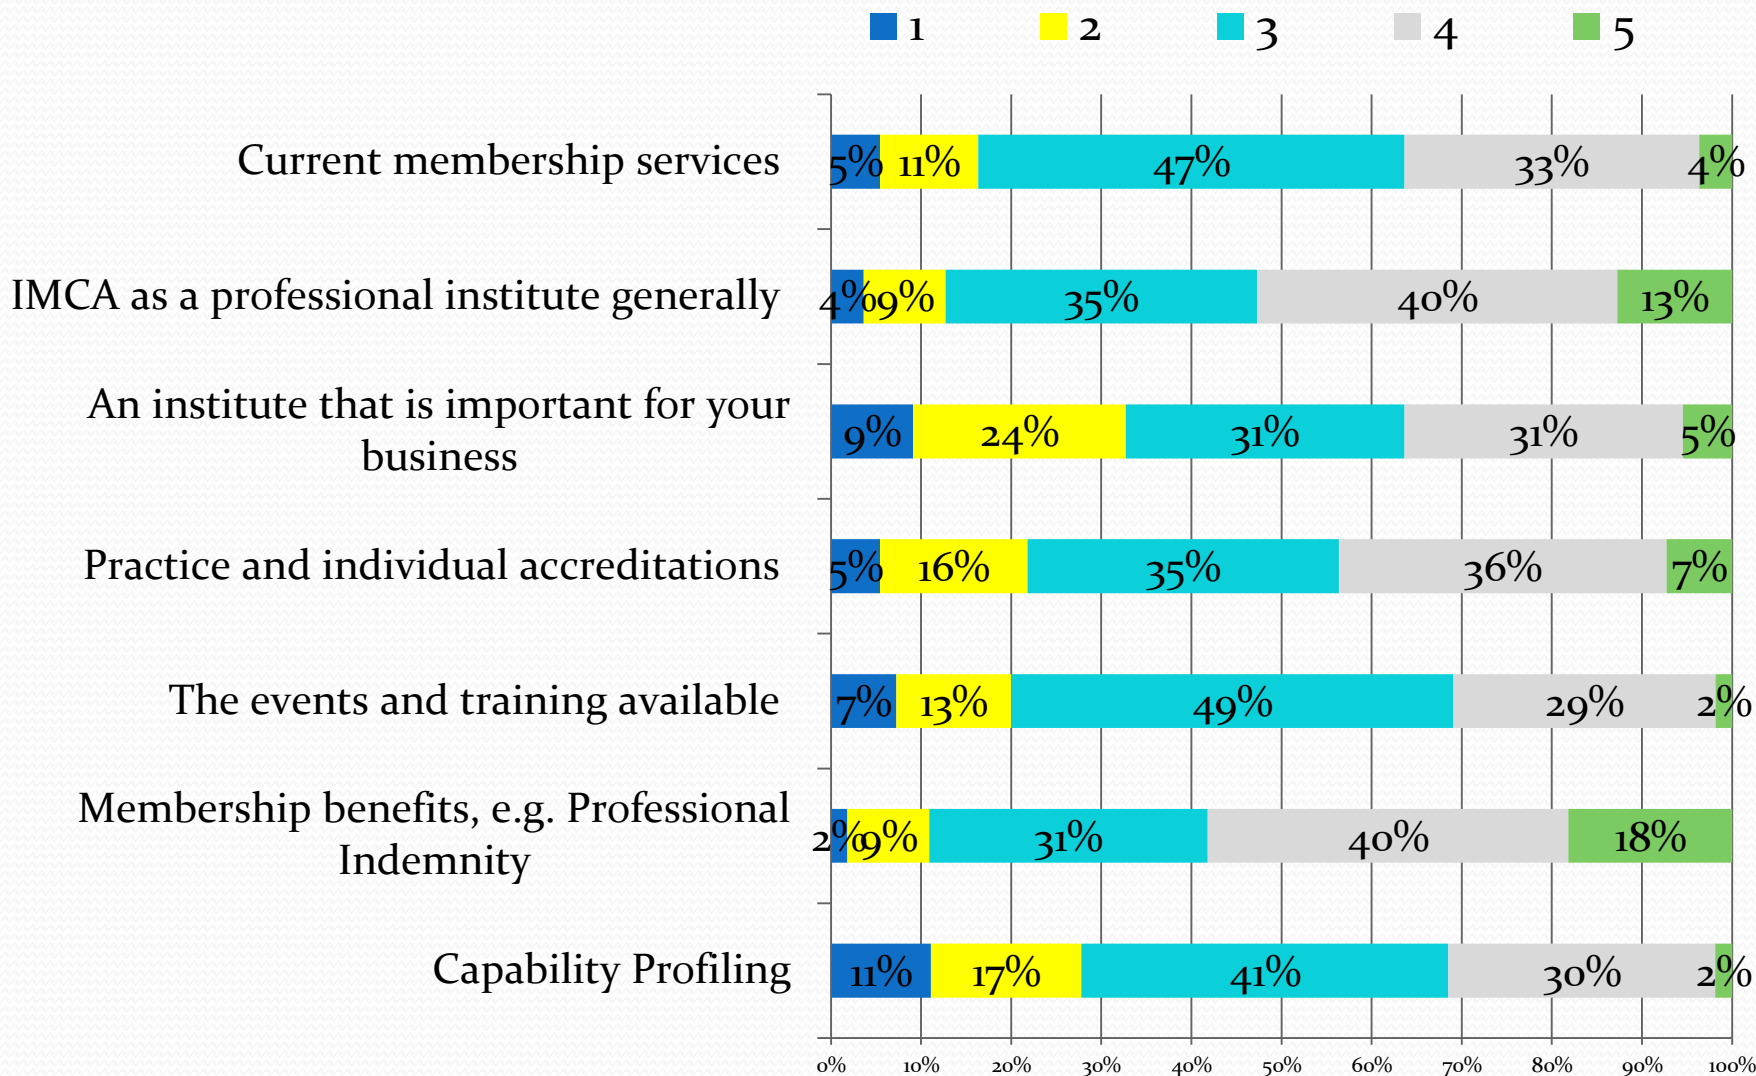 1 2 3 4 5
Current membership services
5% 11% 47% 33% 4%
IMCA as a professional institute generally
4% 9% 35% 40% 13%
An institute that is important for your
business
9% 24% 31% 31% 5%
Practice and individual accreditations
5% 16% 35% 36% 7%
The events and training available
7% 13% 49% 29% 2%
Membership benefits, e.g. Professional
Indemnity
2% 9% 31% 40% 18%
Capability Profiling
11% 17% 41% 30% 2%
0% 10% 20% 30% 40% 50% 60% 70% 80% 90% 100%